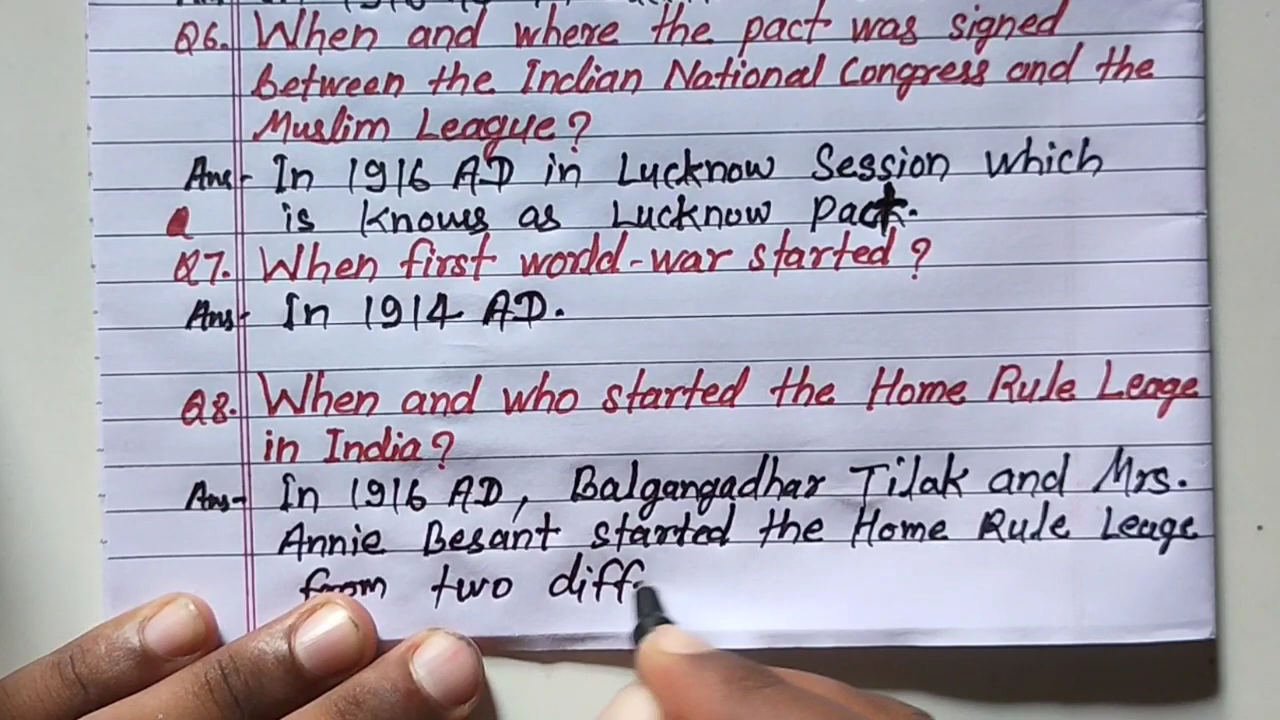 Q6. When and where the pact was signed
between the Indian National Congress and the
Muslim League?
Ans- In 1916 AD in Lucknow Session which
is knows as Lucknow Pact.
Q7. When first world-war started?
Ans- In 1914 AD.
Q8. When and who started the Home Rule Leage
in India?
Ans- In 1916 AD, Balgangadhar Tilak and Mrs.
Annie Besant started the Home Rule Leage
from two diff